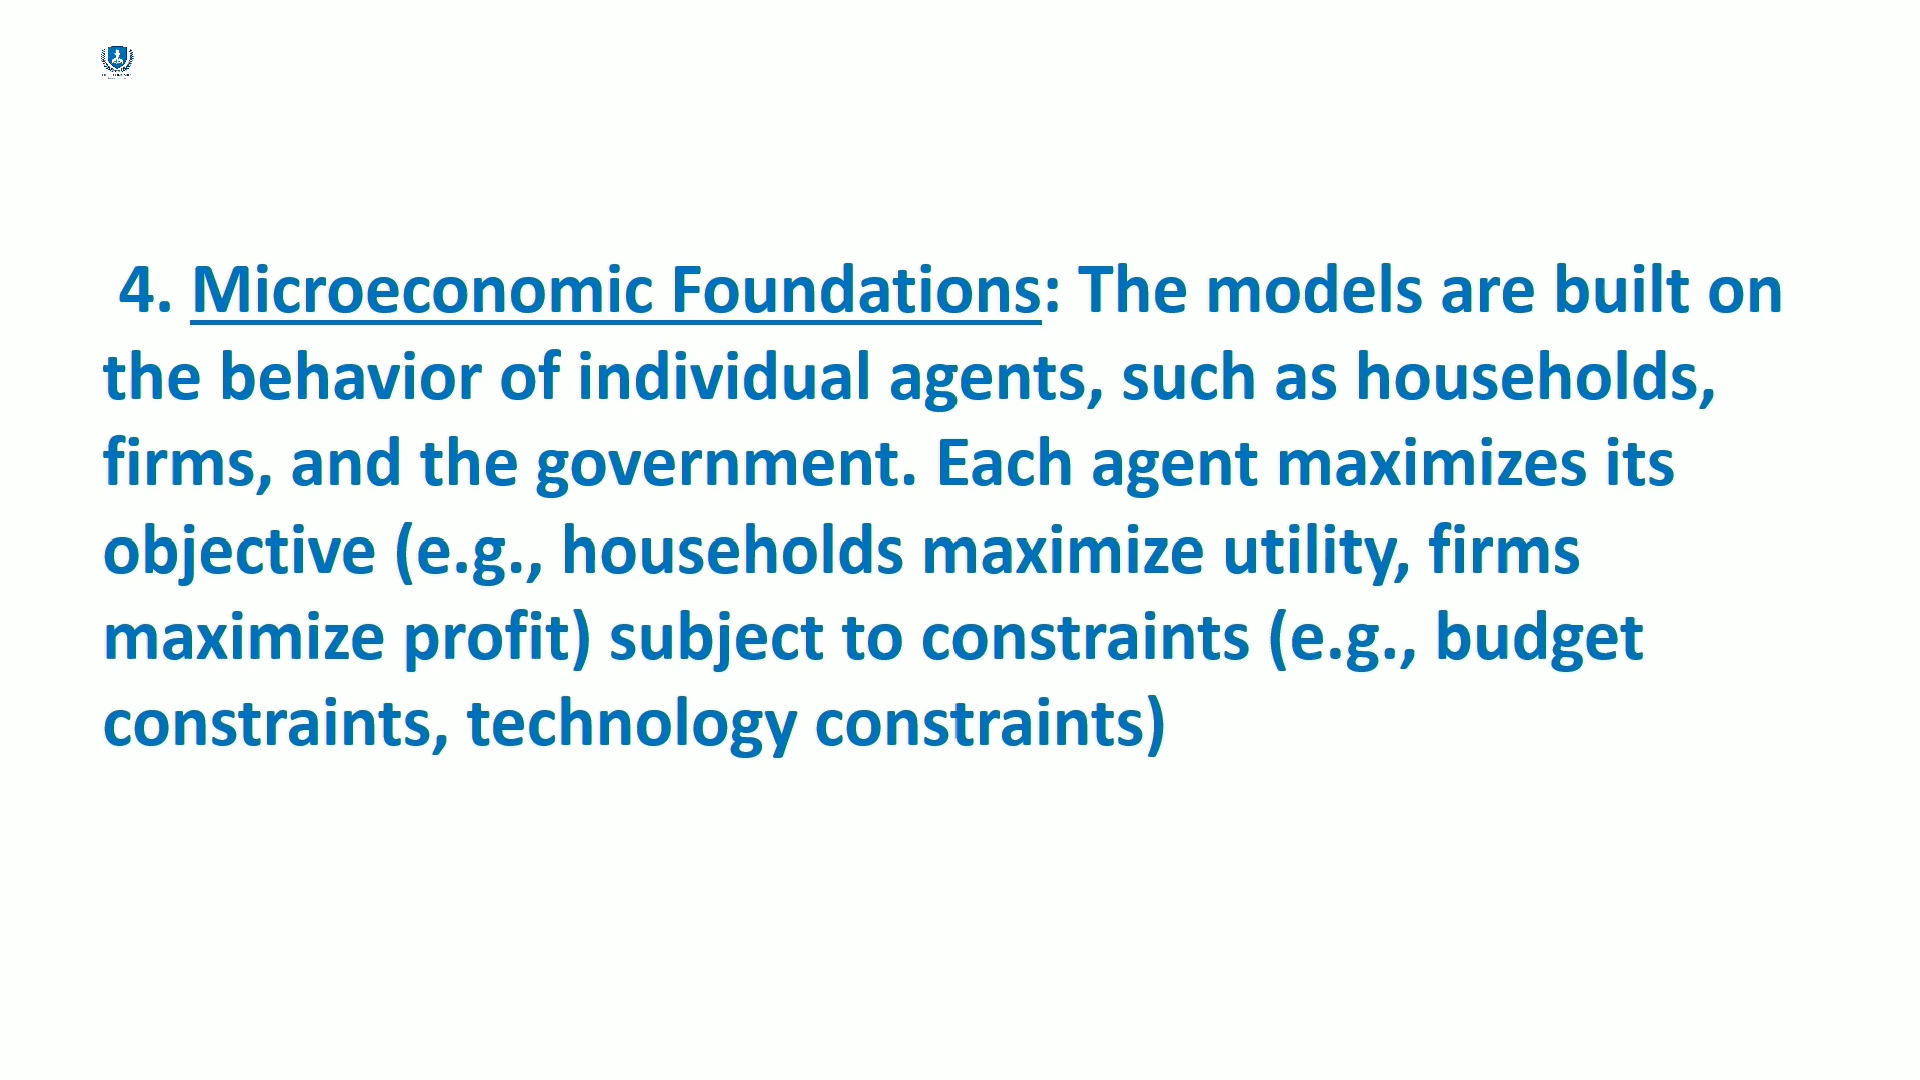 4. Microeconomic Foundations: The models are built on
the behavior of individual agents, such as households,
firms, and the government. Each agent maximizes its
objective (e.g., households maximize utility, firms
maximize profit) subject to constraints (e.g., budget
constraints, technology constraints)